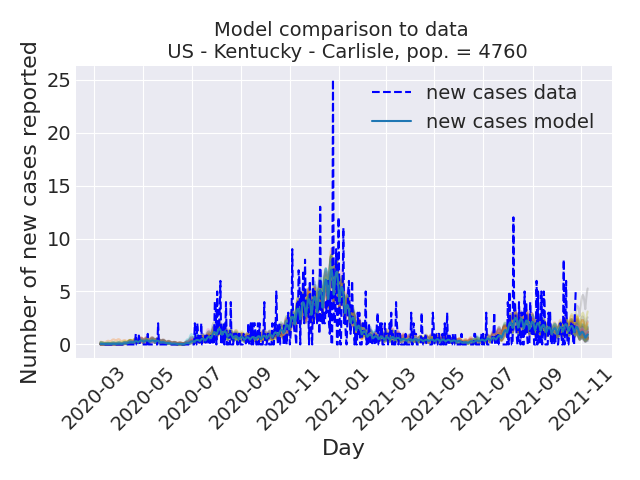 Model comparison to data
US - Kentucky - Carlisle, pop. = 4760
Number of new cases reported
25
20
15
10
5
0
new cases data
new cases model
2020-03
2020-05
2020-07
2020-09
2020-11
2021-01
2021-03
2021-05
2021-07
2021-09
2021-11
Day